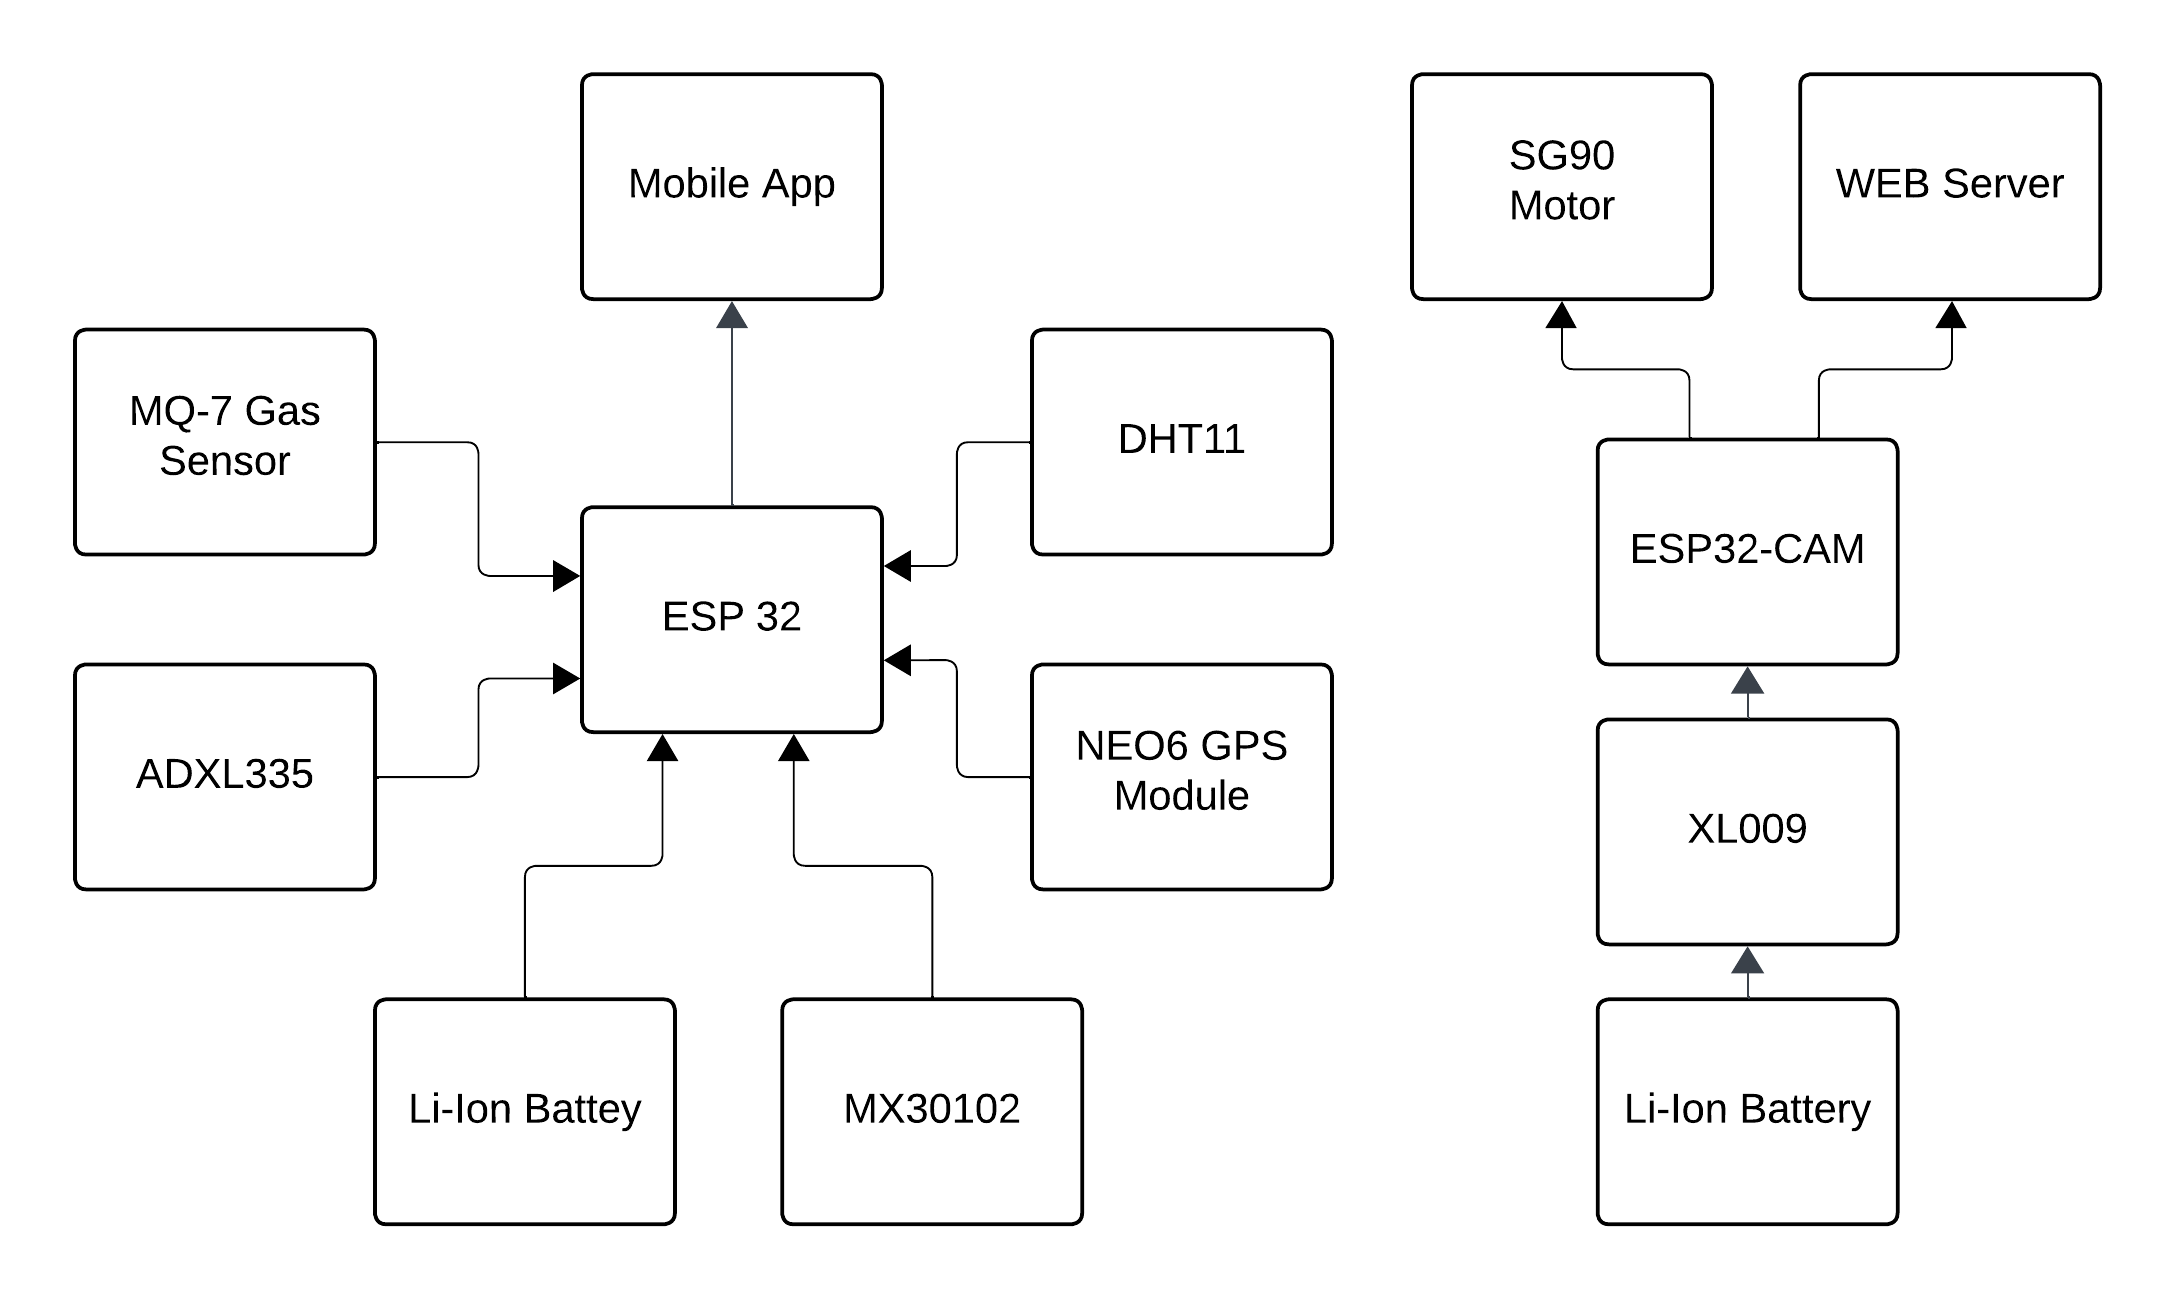 Mobile App
SG90
Motor
WEB Server
MQ-7 Gas
Sensor
DHT11
ESP32-CAM
ESP 32
ADXL335
NEO6 GPS
Module
XL009
Li-Ion Battey
MX30102
Li-Ion Battery